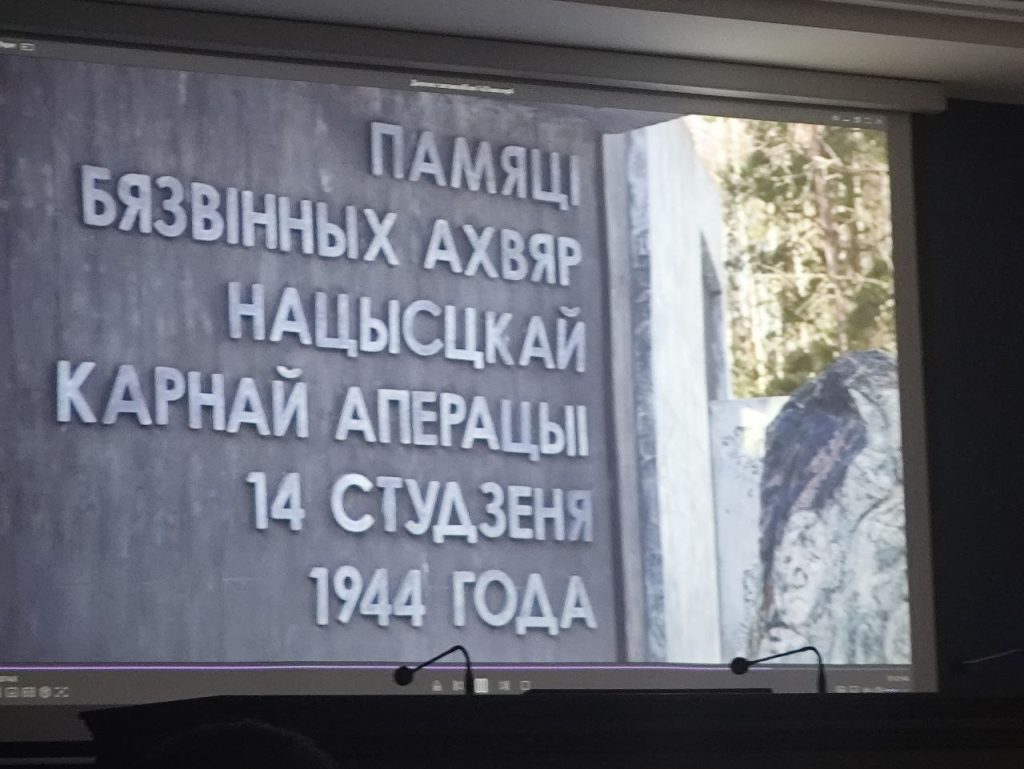 ПАМЯЦІ
БЯЗВІННЫХ АХВЯР
НАЦЫСЦКАЙ
КАРНАЙ АПЕРАЦЫІ
14 СТУДЗЕНЯ
1944 ГОДА